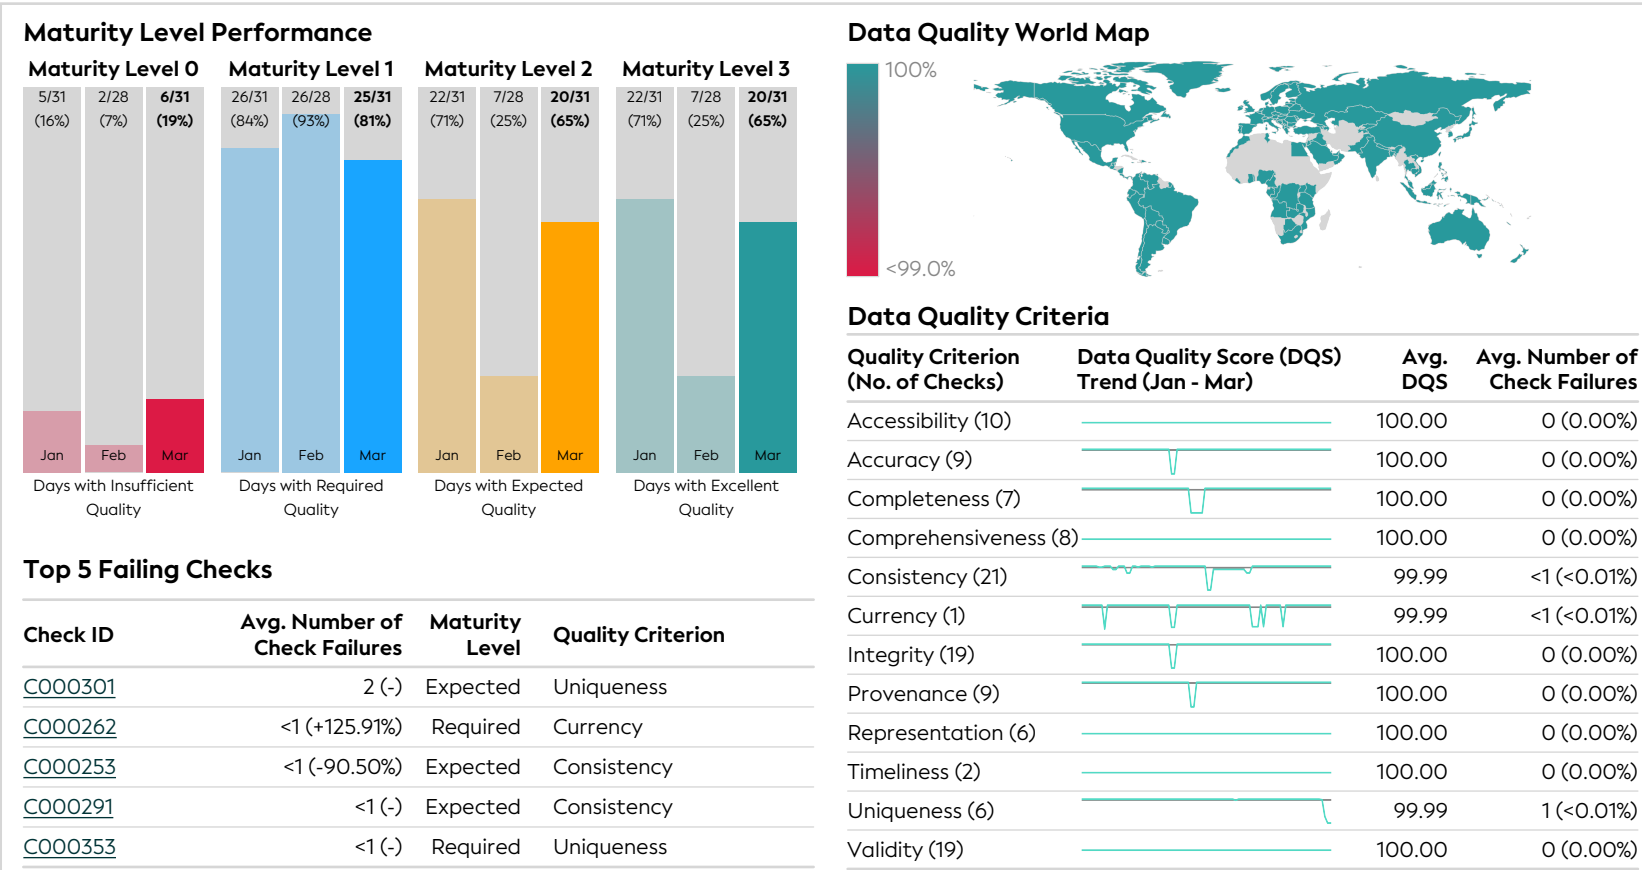 Maturity Level Performance
Maturity Level 0
Maturity Level 1
Maturity Level 2
Maturity Level 3
5/31 2/28 6/31
(16%) (7%) (19%)
26/31 26/28 25/31
(84%) (93%) (81%)
22/31 7/28 20/31
(71%) (25%) (65%)
22/31 7/28 20/31
(71%) (25%) (65%)
Jan Feb Mar
Jan Feb Mar
Jan Feb Mar
Jan Feb Mar
Days with Insufficient
Quality
Days with Required
Quality
Days with Expected
Quality
Days with Excellent
Quality
Top 5 Failing Checks
Check ID
Avg. Number of
Check Failures
Maturity
Level
Quality Criterion
C000301 2 (-) Expected Uniqueness
C000262 <1 (+125.91%) Required Currency
C000253 <1 (-90.50%) Expected Consistency
C000291 <1 (-) Expected Consistency
C000353 <1 (-) Required Uniqueness
Data Quality World Map
100%
<99.0%
Data Quality Criteria
Quality Criterion
(No. of Checks)
Data Quality Score (DQS)
Trend (Jan - Mar)
Avg.
DQS
Avg. Number of
Check Failures
Accessibility (10) 100.00 0 (0.00%)
Accuracy (9) 100.00 0 (0.00%)
Completeness (7) 100.00 0 (0.00%)
Comprehensiveness (8) 100.00 0 (0.00%)
Consistency (21) 99.99 <1 (<0.01%)
Currency (1) 99.99 <1 (<0.01%)
Integrity (19) 100.00 0 (0.00%)
Provenance (9) 100.00 0 (0.00%)
Representation (6) 100.00 0 (0.00%)
Timeliness (2) 100.00 0 (0.00%)
Uniqueness (6) 99.99 1 (<0.01%)
Validity (19) 100.00 0 (0.00%)